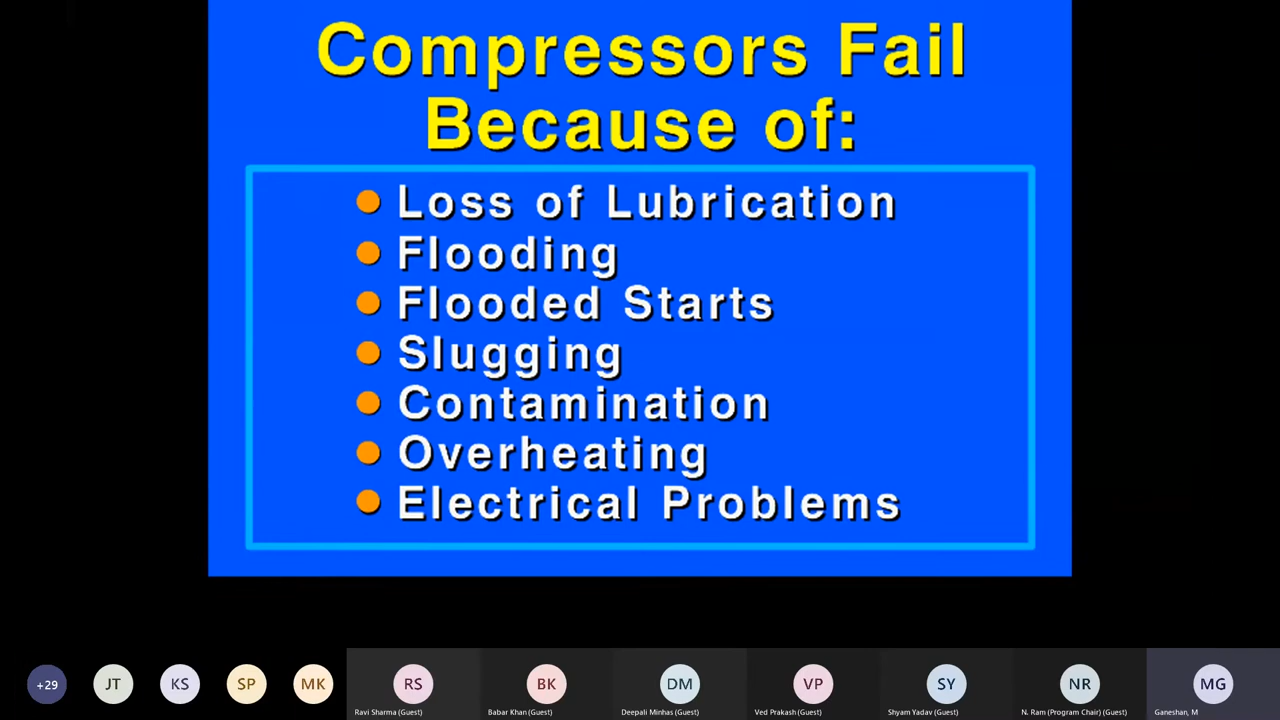 Compressors Fail
Because of:
Loss of Lubrication
Flooding
Flooded Starts
Slugging
Contamination
Overheating
Electrical Problems
+29
JT
KS
SP
MK
RS
BK
DM
VP
SY
NR
MG
Ravi Sharma (Guest)
Babar Khan (Guest)
Deepali Minhas (Guest)
Ved Prakash (Guest)
Shyam Yadav (Guest)
N. Ram (Program Chair) (Guest)
Ganeshan, M